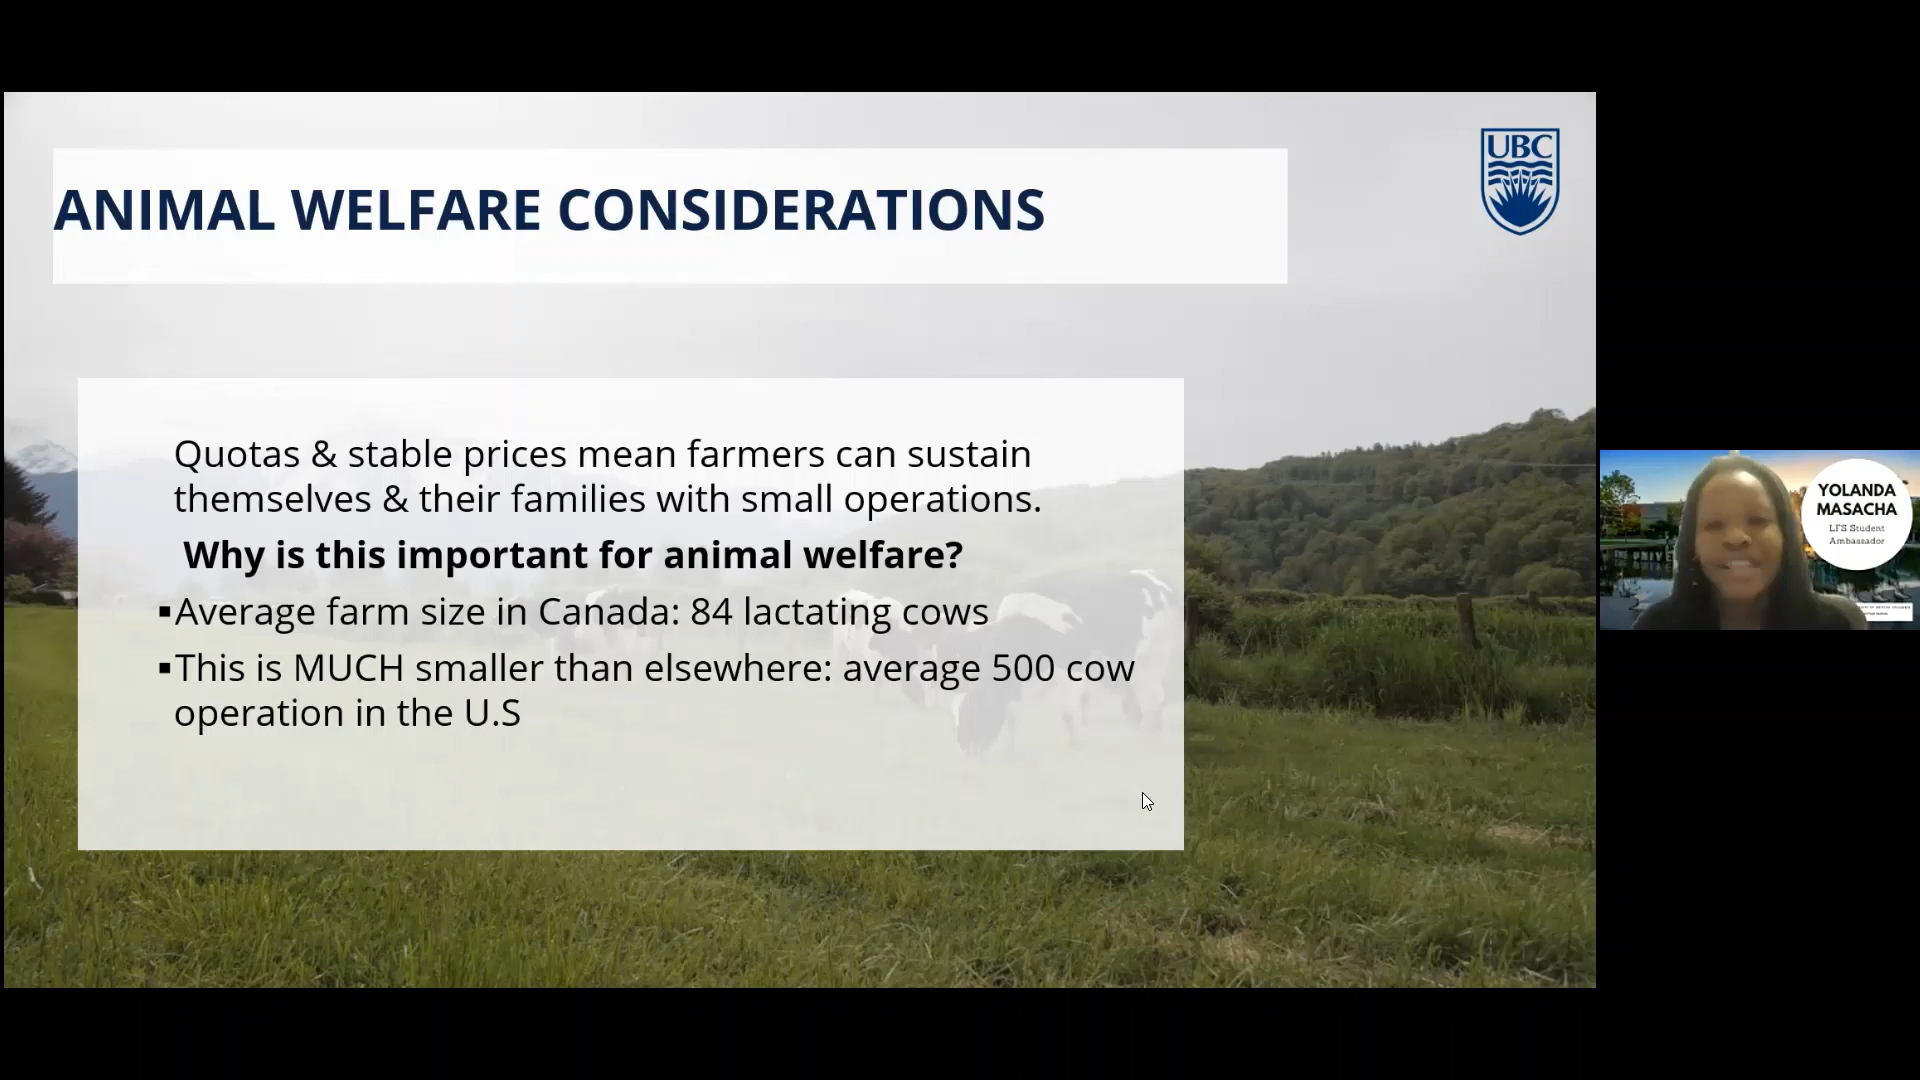 ANIMAL WELFARE CONSIDERATIONS
UBC
Quotas & stable prices mean farmers can sustain
themselves & their families with small operations.
Why is this important for animal welfare?
▪Average farm size in Canada: 84 lactating cows
▪This is MUCH smaller than elsewhere: average 500 cow
operation in the U.S
YOLANDA
MASACHA
LFS Student
Ambassador